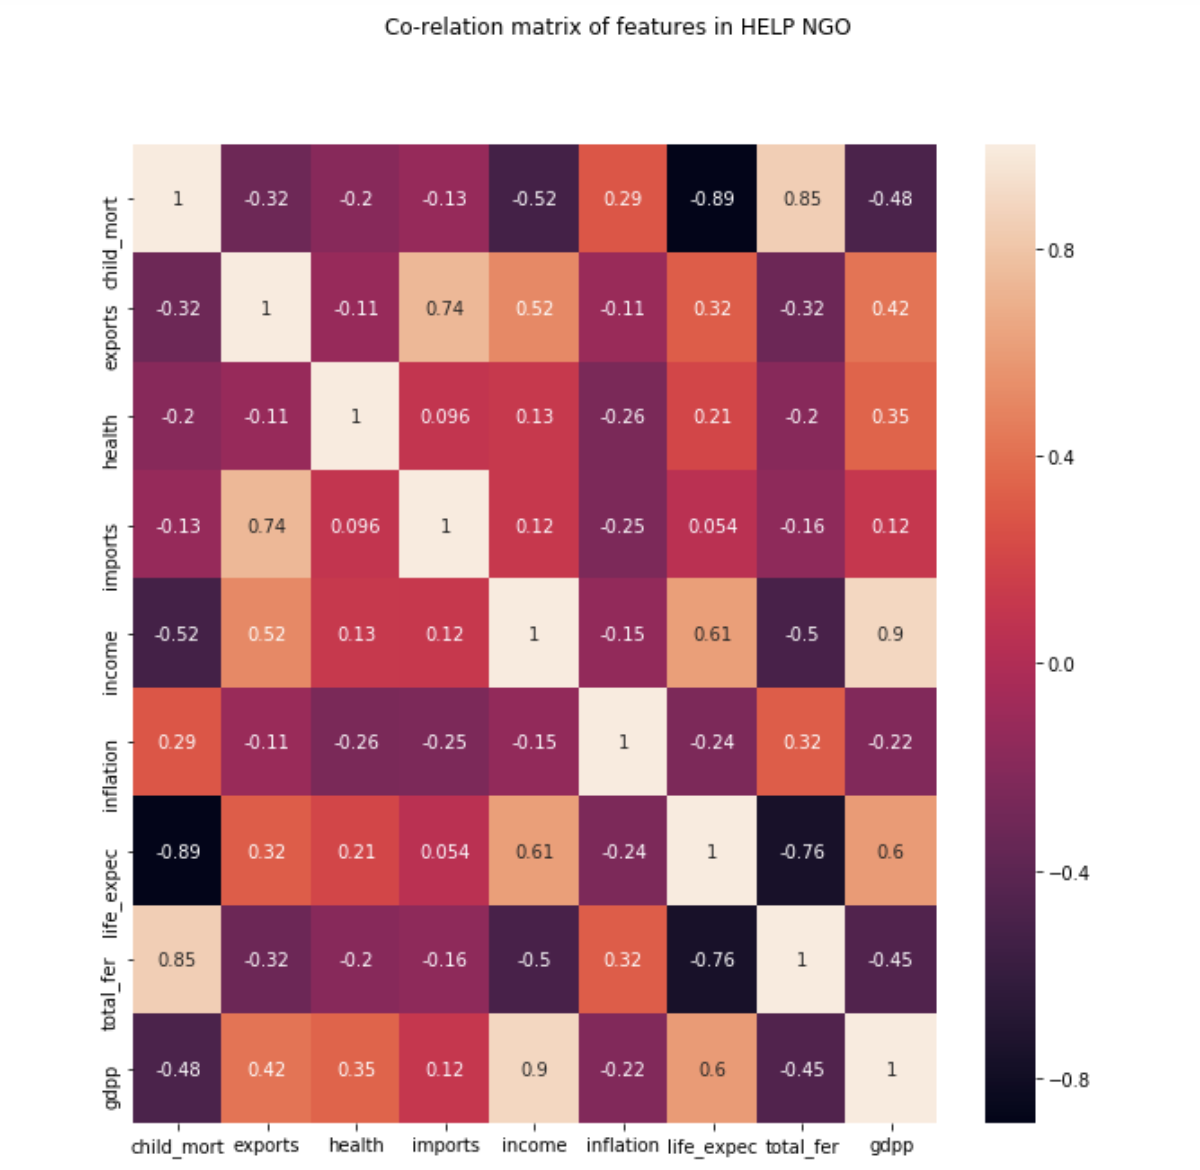 Co-relation matrix of features in HELP NGO
child_mort 1 -0.32 -0.2 -0.13 -0.52 0.29 -0.89 0.85 -0.48
exports -0.32 1 -0.11 0.74 0.52 -0.11 0.32 -0.32 0.42
health -0.2 -0.11 1 0.096 0.13 -0.26 0.21 -0.2 0.35
imports -0.13 0.74 0.096 1 0.12 -0.25 0.054 -0.16 0.12
income -0.52 0.52 0.13 0.12 1 -0.15 0.61 -0.5 0.9
inflation 0.29 -0.11 -0.26 -0.25 -0.15 1 -0.24 0.32 -0.22
life_expec -0.89 0.32 0.21 0.054 0.61 -0.24 1 -0.76 0.6
total_fer 0.85 -0.32 -0.2 -0.16 -0.5 0.32 -0.76 1 -0.45
gdpp -0.48 0.42 0.35 0.12 0.9 -0.22 0.6 -0.45 1
child_mort exports health imports income inflation life_expec total_fer gdpp
0.8
0.4
0.0
−0.4
−0.8